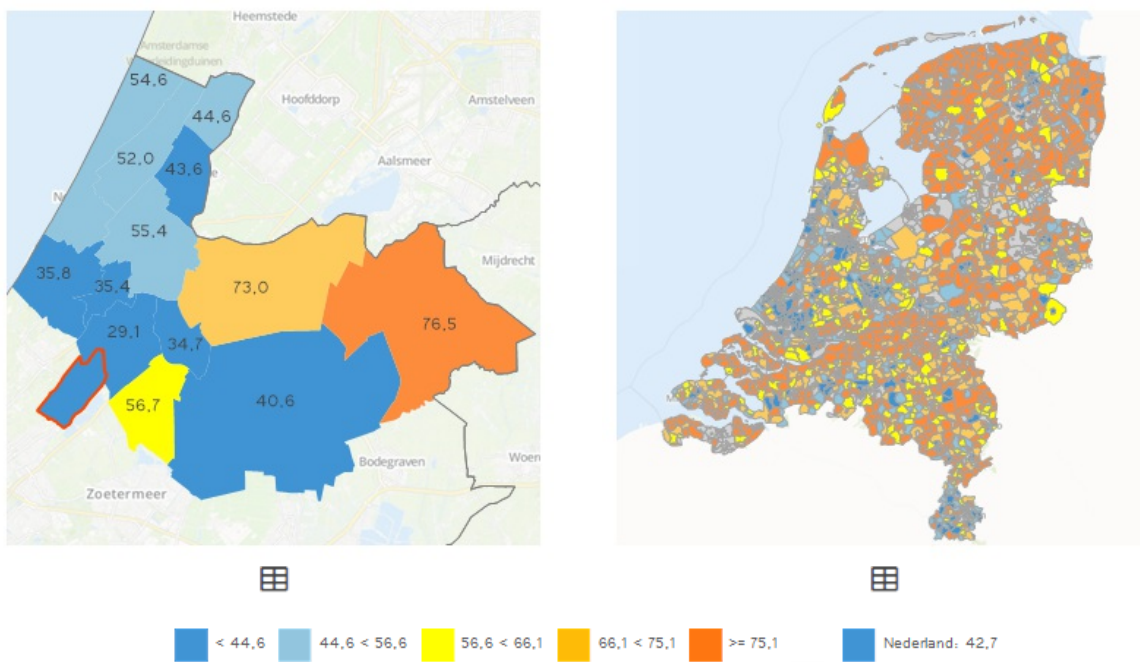 Heemstede
Amsterdamse
54,6
44,6
Hoofddorp
Amstelveen
52,0
43,6
Aalsmeer
55,4
Mijdrecht
35,8
35,4
73,0
76,5
29,1
34,7
56,7
40,6
Bodegraven
Woer
Zoetermeer
< 44,6
44,6 < 56,6
56,6 < 66,1
66,1 < 75,1
>= 75,1
Nederland: 42,7